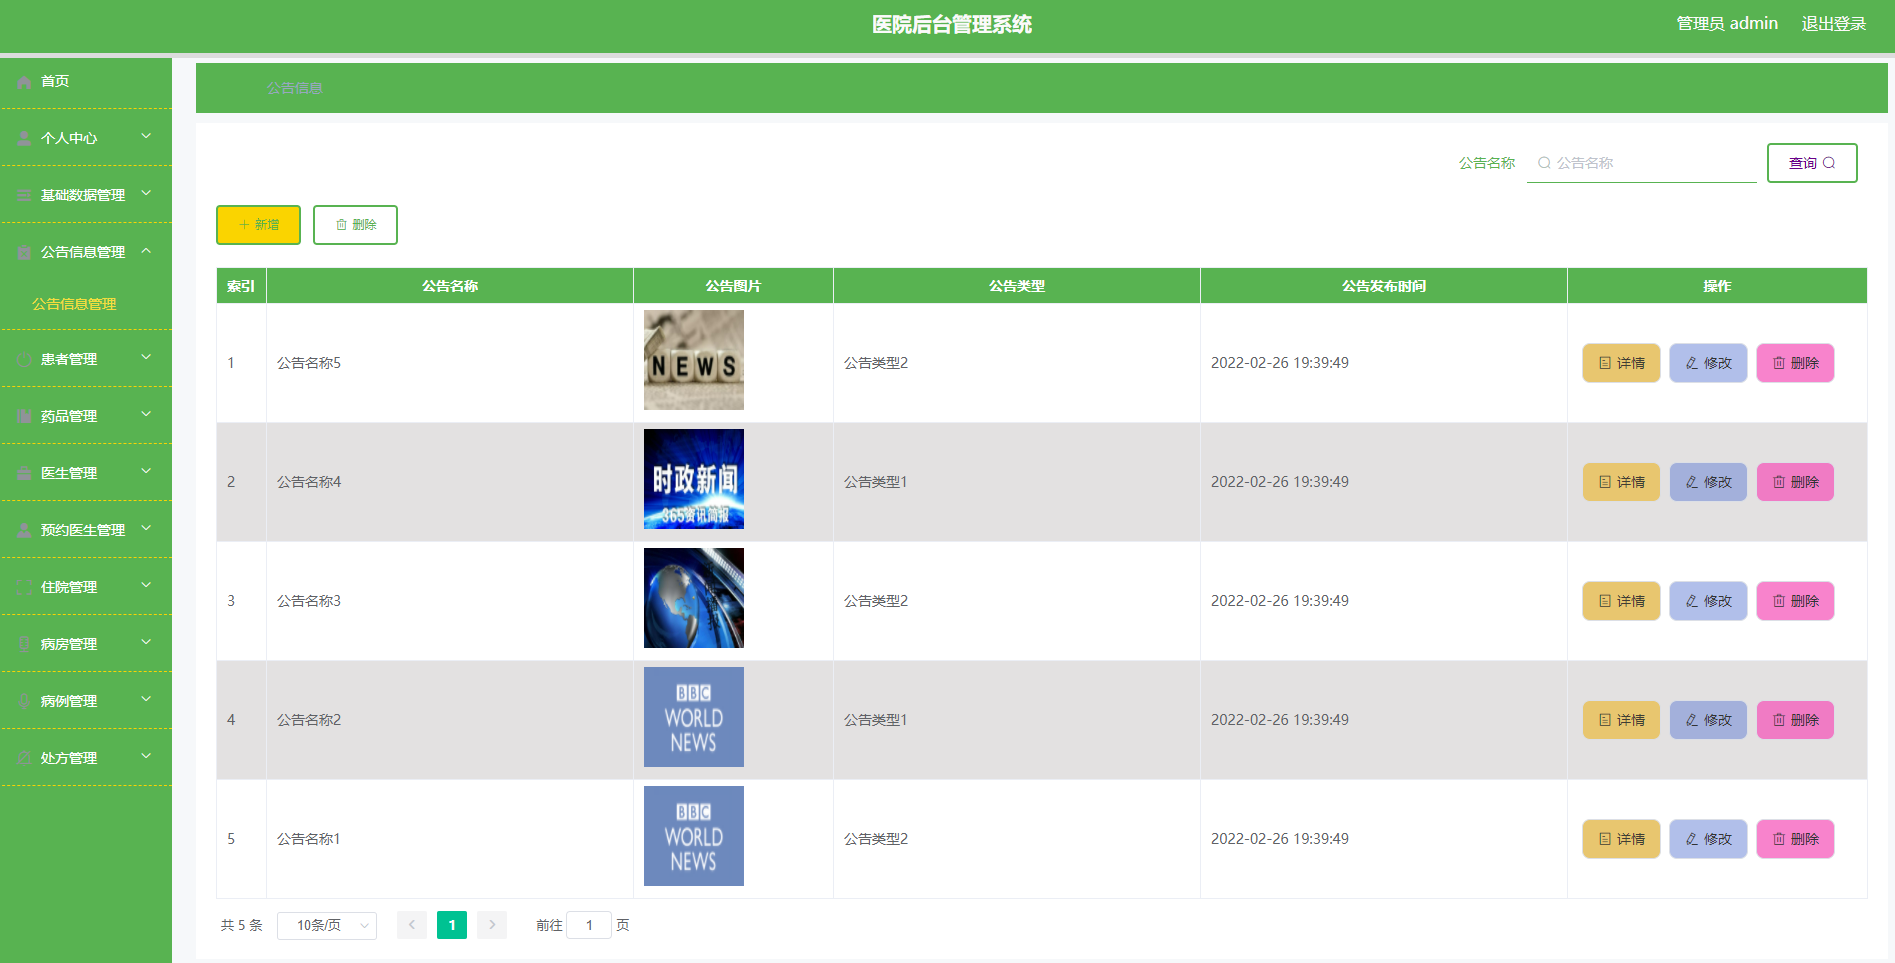 医院后台管理系统
管理员 admin 退出登录
首页
个人中心
基础数据管理
公告信息管理
公告信息管理
患者管理
药品管理
医生管理
预约医生管理
住院管理
病房管理
病例管理
处方管理
公告信息
公告名称 公告名称 查询
新增 删除
索引 公告名称 公告图片 公告类型 公告发布时间 操作
1 公告名称5 NEWS 公告类型2 2022-02-26 19:39:49 详情 修改 删除
2 公告名称4 时政新闻 365资讯简报 公告类型1 2022-02-26 19:39:49 详情 修改 删除
3 公告名称3 公告类型2 2022-02-26 19:39:49 详情 修改 删除
4 公告名称2 BBC WORLD NEWS 公告类型1 2022-02-26 19:39:49 详情 修改 删除
5 公告名称1 BBC WORLD NEWS 公告类型2 2022-02-26 19:39:49 详情 修改 删除
共 5 条 10条/页 1 前往 1 页